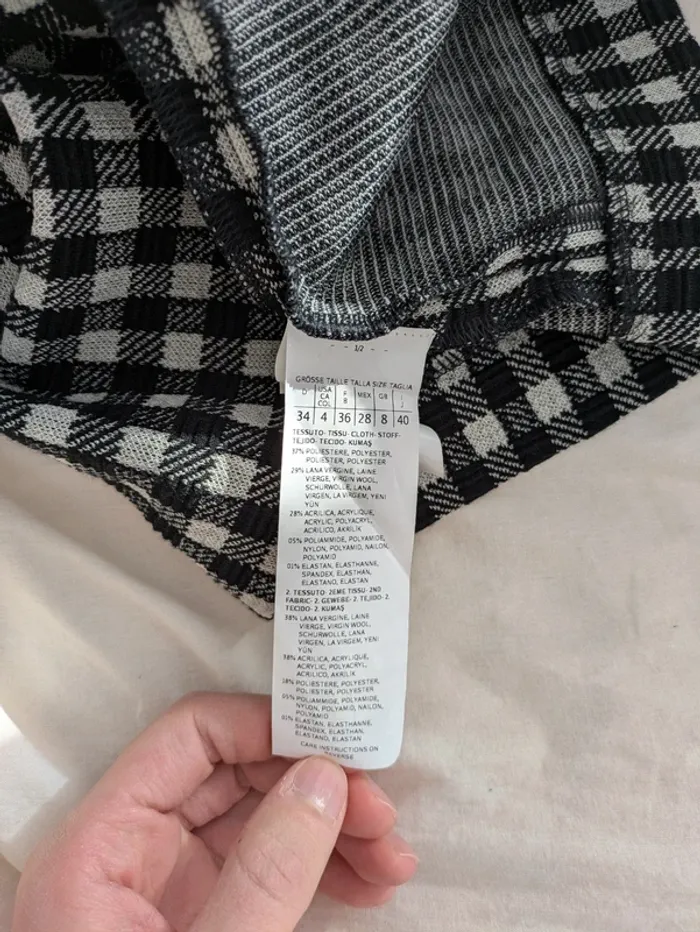 - - 1/2 - -
GRÖSSE TAILLE TALLA SIZE TAGLIA
D USA CA COL F B MEX GB I
34 4 36 28 8 40
TESSUTO- TISSU- CLOTH- STOFF-
TEJIDO- TECIDO- KUMAŞ
37% POLIESTERE, POLYESTER,
POLIESTER, POLYESTER
29% LANA VERGINE, LAINE
VIERGE, VIRGIN WOOL,
SCHURWOLLE, LANA
VIRGEN, LA VIRGEM, YENI
YÜN
28% ACRILICA, ACRYLIQUE,
ACRYLIC, POLYACRYL,
ACRILICO, AKRILIK
05% POLIAMMIDE, POLYAMIDE,
NYLON, POLYAMID, NAILON,
POLYAMID
01% ELASTAN, ELASTHANNE,
SPANDEX, ELASTHAN,
ELASTANO, ELASTAN
2. TESSUTO- 2EME TISSU- 2ND
FABRIC- 2. GEWEBE- 2. TEJIDO- 2.
TECIDO- 2. KUMAŞ
38% LANA VERGINE, LAINE
VIERGE, VIRGIN WOOL,
SCHURWOLLE, LANA
VIRGEN, LA VIRGEM, YENI
YÜN
38% ACRILICA, ACRYLIQUE,
ACRYLIC, POLYACRYL,
ACRILICO, AKRILIK
18% POLIESTERE, POLYESTER,
POLIESTER, POLYESTER
05% POLIAMMIDE, POLYAMIDE,
NYLON, POLYAMID, NAILON,
POLYAMID
01% ELASTAN, ELASTHANNE,
SPANDEX, ELASTHAN,
ELASTANO, ELASTAN
CARE INSTRUCTIONS ON
REVERSE